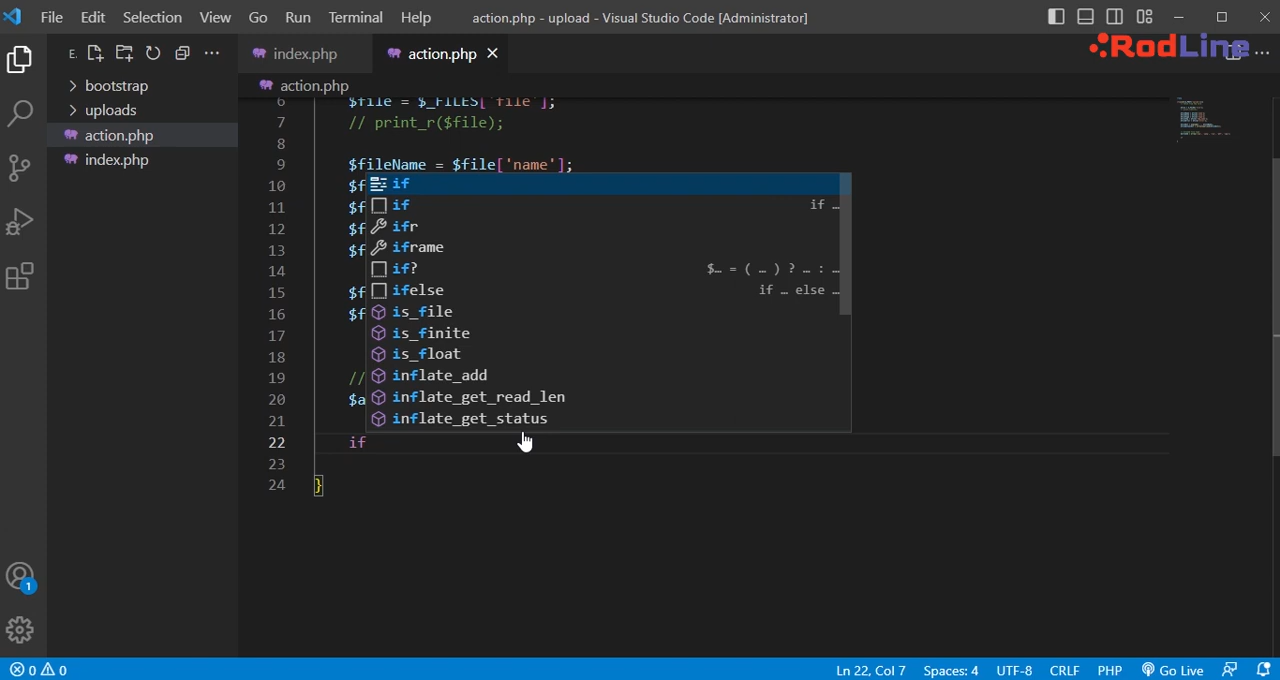 File Edit Selection View Go Run Terminal Help action.php - upload - Visual Studio Code [Administrator]
RodLine
E.
index.php
action.php
bootstrap
uploads
action.php
index.php
action.php
6 $file = $_FILES['file'];
7 // print_r($file);
8
9 $fileName = $file['name'];
10 $f
11 $f
12 $f
13 $f
14
15 $f
16 $f
17
18
19 //
20 $a
21
22 if
23
24 }
if
if if …
ifr
iframe
if? $… = ( … ) ? … : …
ifelse if … else …
is_file
is_finite
is_float
inflate_add
inflate_get_read_len
inflate_get_status
1
0 0 Ln 22, Col 7 Spaces: 4 UTF-8 CRLF PHP Go Live